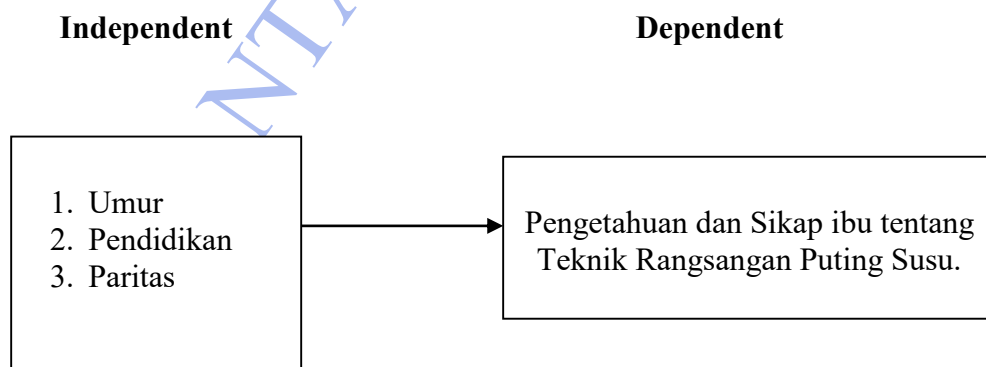 Independent
Dependent
1. Umur
2. Pendidikan
3. Paritas
Pengetahuan dan Sikap ibu tentang
Teknik Rangsangan Puting Susu.